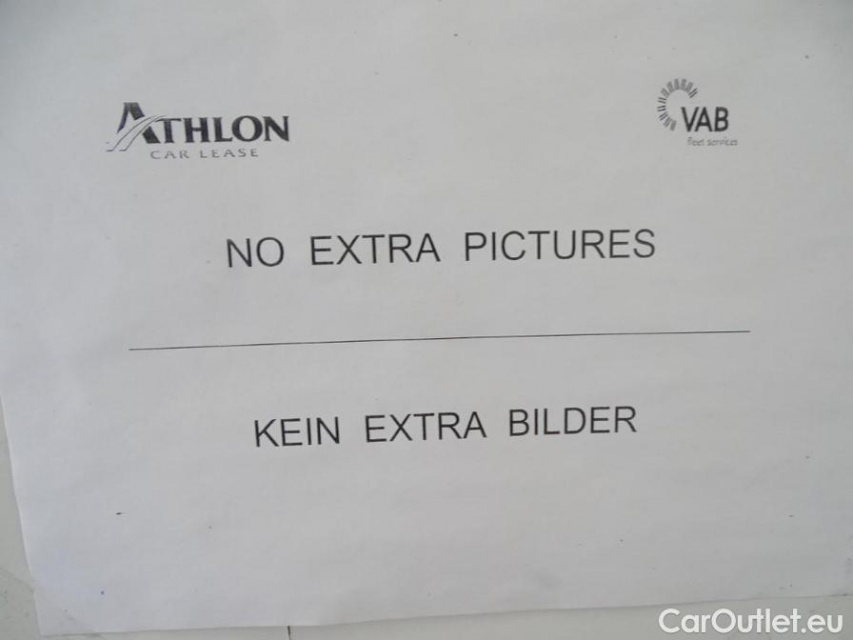 ATHLON
CAR LEASE
VAB
fleet services
NO EXTRA PICTURES
KEIN EXTRA BILDER
CarOutlet.eu